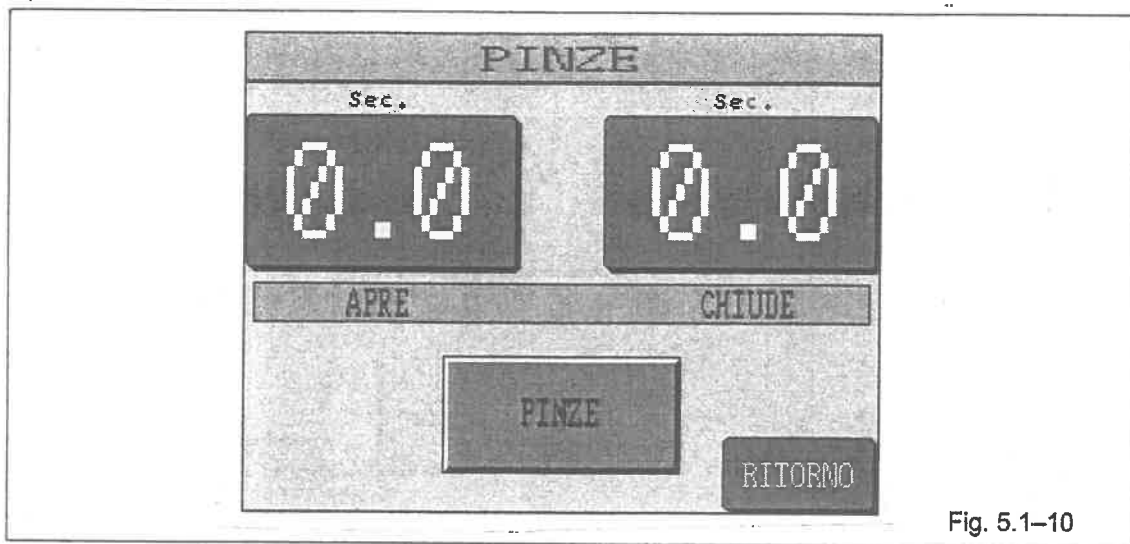 PINZE
Sec. Sec.
0.0 0.0
APRE CHIUDE
PINZE
RITORNO
Fig. 5.1–10